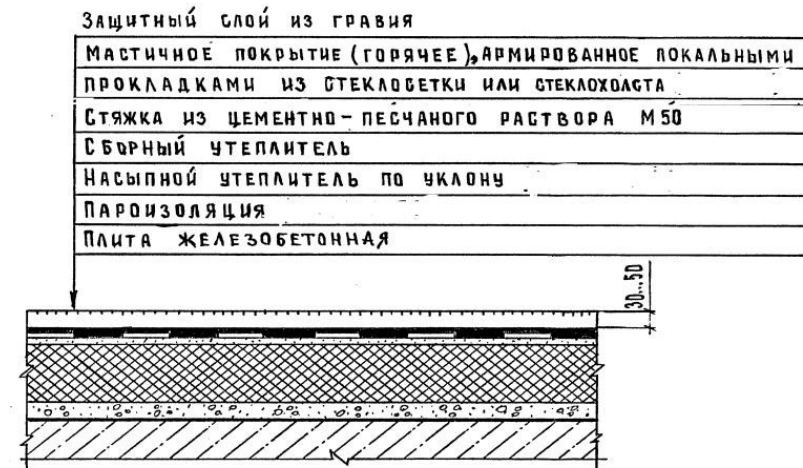 Защитный слой из гравия
Мастичное покрытие (горячее), армированное локальными
прокладками из стеклосетки или стеклохолста
Стяжка из цементно-песчаного раствора М50
Сборный утеплитель
Насыпной утеплитель по уклону
Пароизоляция
Плита железобетонная
30...50